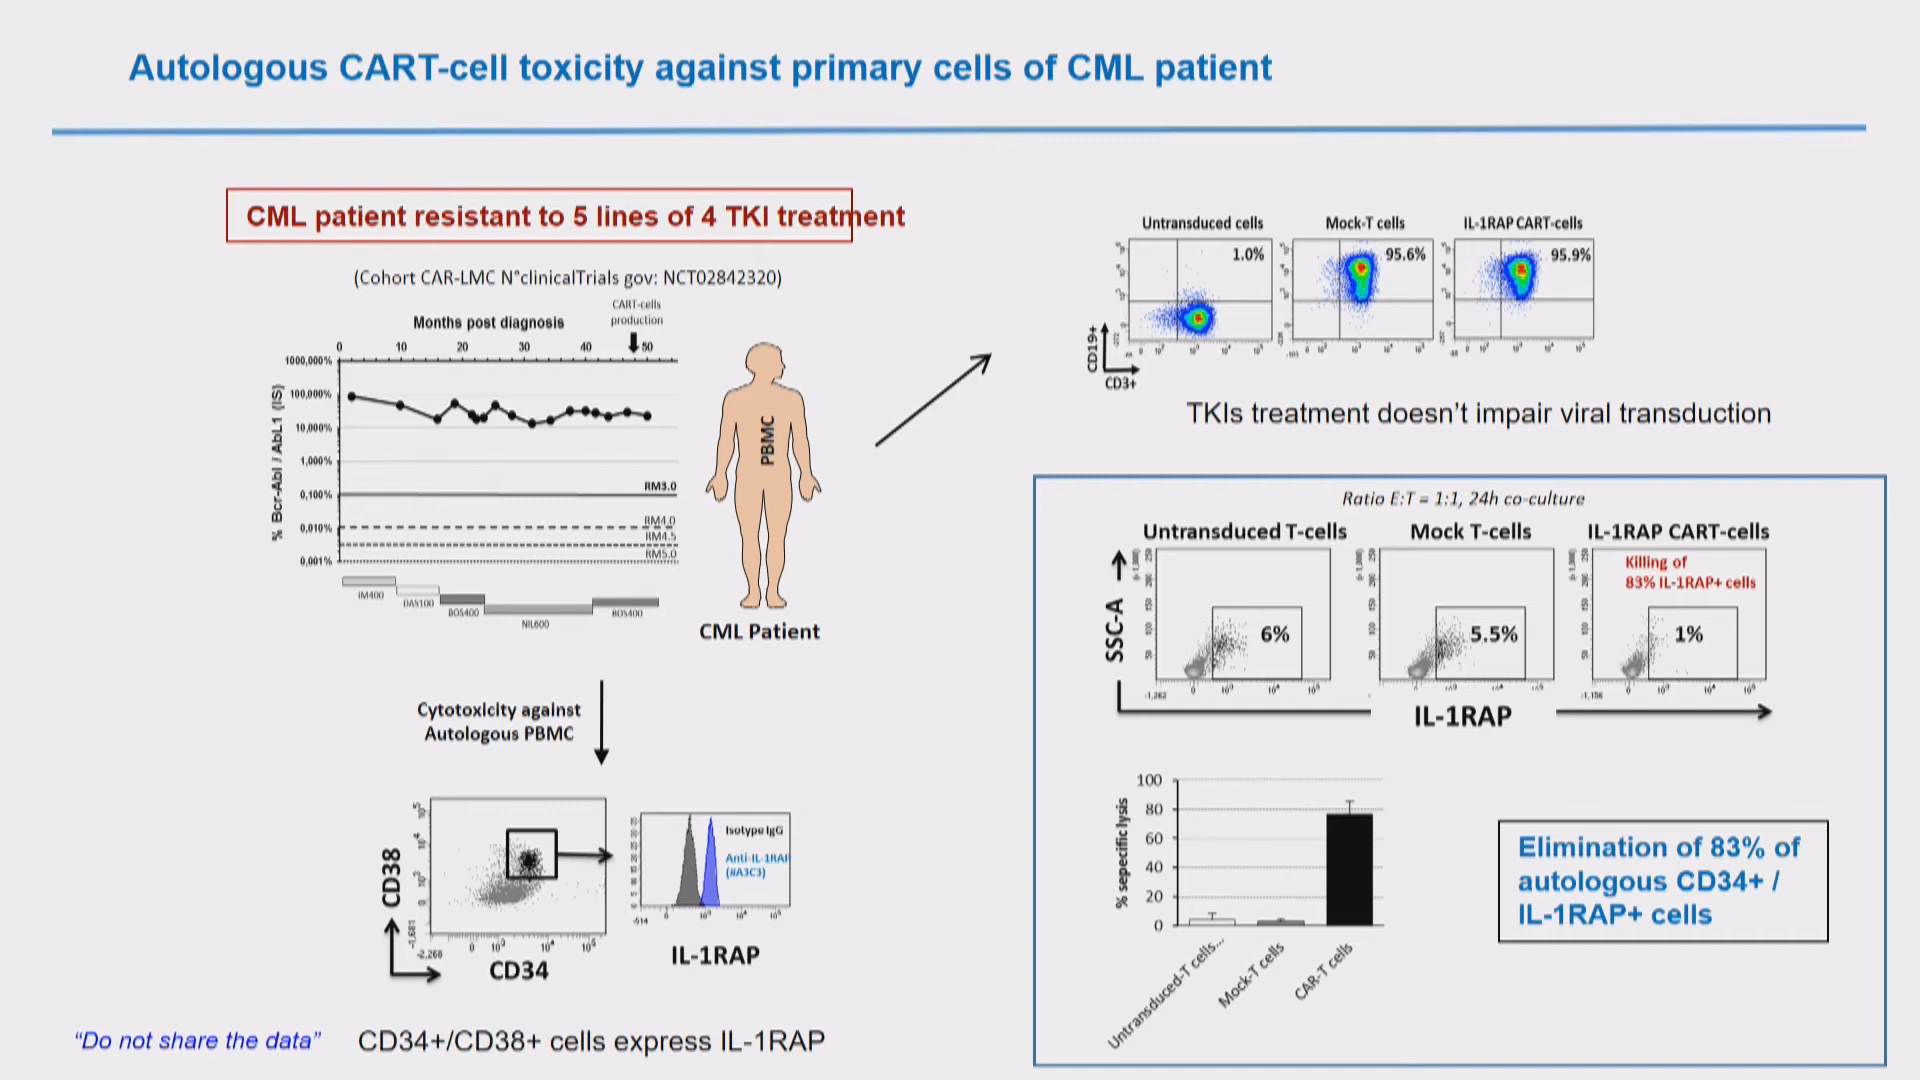 Autologous CART-cell toxicity against primary cells of CML patient
CML patient resistant to 5 lines of 4 TKI treatment
(Cohort CAR-LMC N°clinicalTrials gov: NCT02842320)
CART-cells
production
Months post diagnosis
0 10 20 30 40 50
% Bcr-Abl / AbL1 (IS)
1000,000%
100,000%
10,000%
1,000%
0,100%
0,010%
0,001%
RM3.0
RM4.0
RM4.5
RM5.0
IM400
DAS100
BOS400
NIL600
BOS400
PBMC
CML Patient
Cytotoxicity against
Autologous PBMC
CD38
CD34
Isotype IgG
Anti-IL-1RAP
(#A3C3)
IL-1RAP
"Do not share the data"
CD34+/CD38+ cells express IL-1RAP
Untransduced cells Mock-T cells IL-1RAP CART-cells
1.0% 95.6% 95.9%
CD19+
CD3+
TKIs treatment doesn't impair viral transduction
Ratio E:T = 1:1, 24h co-culture
Untransduced T-cells Mock T-cells IL-1RAP CART-cells
Killing of
83% IL-1RAP+ cells
6% 5.5% 1%
SSC-A
IL-1RAP
% sepecific lysis
100
80
60
40
20
0
Untransduced-T cells...
Mock-T cells
CAR-T cells
Elimination of 83% of
autologous CD34+ /
IL-1RAP+ cells